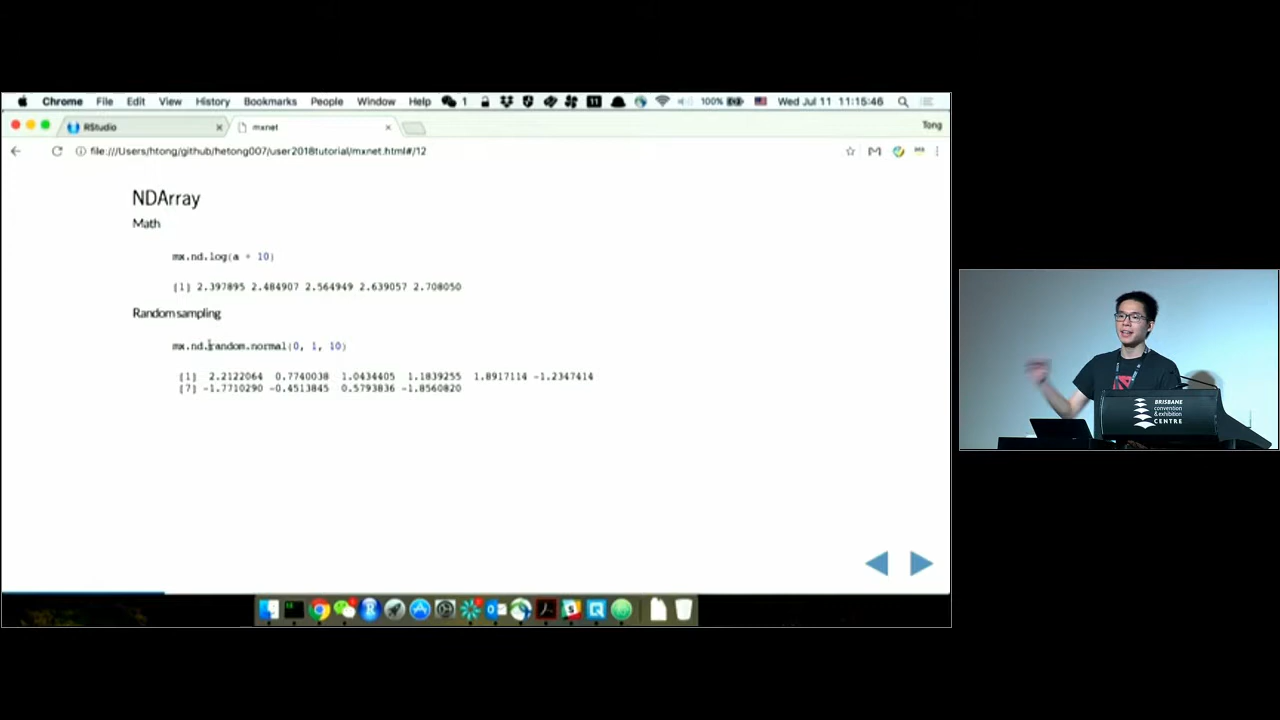 Chrome File Edit View History Bookmarks People Window Help 1 11 100% Wed Jul 11 11:15:46
RStudio mxnet Tong
file:///Users/htong/github/hetong007/user2018tutorial/mxnet.html#/12
NDArray
Math
mx.nd.log(a + 10)
[1] 2.397895 2.484907 2.564949 2.639057 2.708050
Random sampling
mx.nd.random.normal(0, 1, 10)
[1] 2.2122064 0.7740038 1.0434405 1.1839255 1.8917114 -1.2347414
[7] -1.7710290 -0.4513845 0.5793836 -1.8560820
BRISBANE
convention
& exhibition
CENTRE